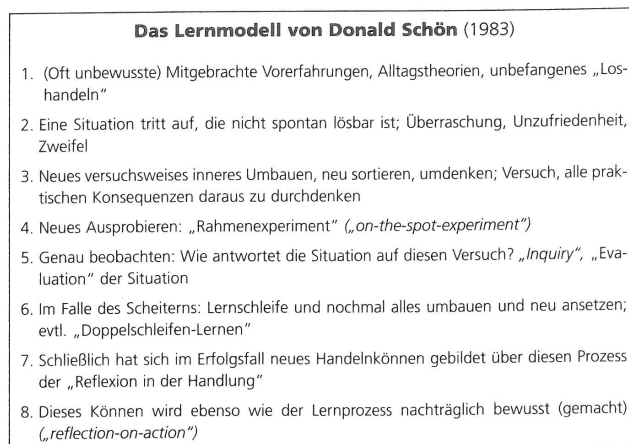 Das Lernmodell von Donald Schön (1983)
1. (Oft unbewusste) Mitgebrachte Vorerfahrungen, Alltagstheorien, unbefangenes „Los-
handeln“
2. Eine Situation tritt auf, die nicht spontan lösbar ist; Überraschung, Unzufriedenheit,
Zweifel
3. Neues versuchsweises inneres Umbauen, neu sortieren, umdenken; Versuch, alle prak-
tischen Konsequenzen daraus zu durchdenken
4. Neues Ausprobieren: „Rahmenexperiment“ („on-the-spot-experiment“)
5. Genau beobachten: Wie antwortet die Situation auf diesen Versuch? „Inquiry“, „Eva-
luation“ der Situation
6. Im Falle des Scheiterns: Lernschleife und nochmal alles umbauen und neu ansetzen;
evtl. „Doppelschleifen-Lernen“
7. Schließlich hat sich im Erfolgsfall neues Handelnkönnen gebildet über diesen Prozess
der „Reflexion in der Handlung“
8. Dieses Können wird ebenso wie der Lernprozess nachträglich bewusst (gemacht)
(„reflection-on-action“)